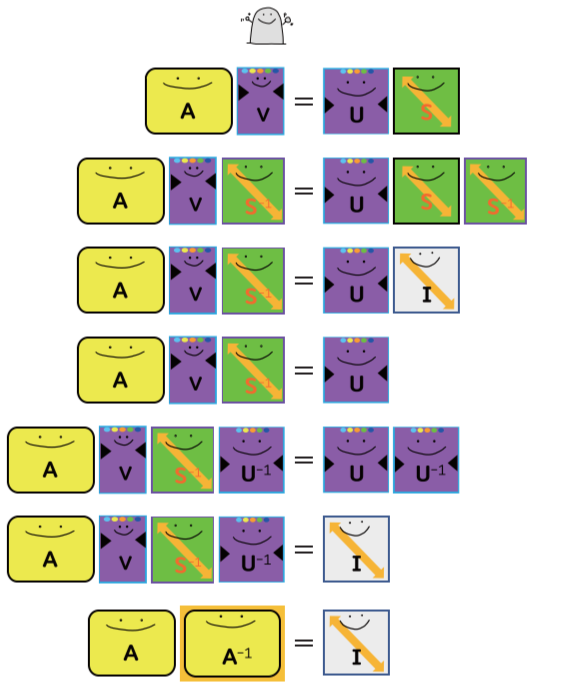 A V = U S
A V S⁻¹ = U S S⁻¹
A V S⁻¹ = U I
A V S⁻¹ = U
A V S⁻¹ U⁻¹ = U U⁻¹
A V S⁻¹ U⁻¹ = I
A A⁻¹ = I